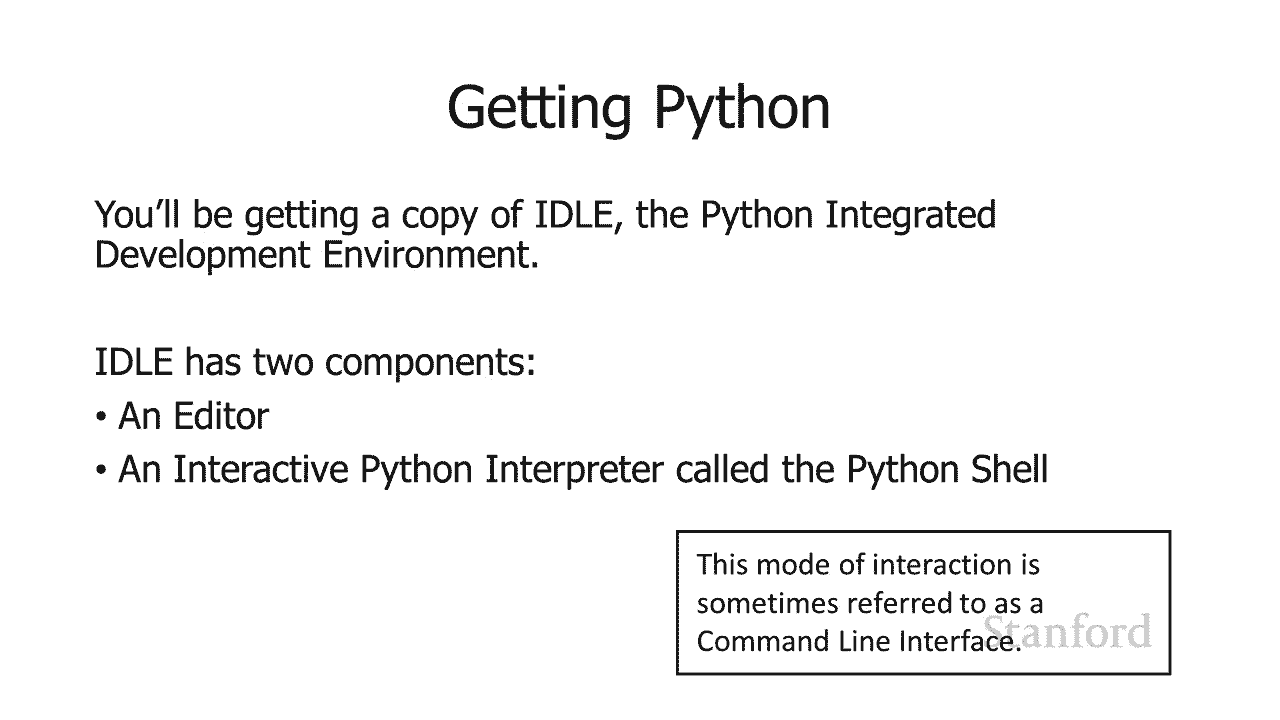 Getting Python
You’ll be getting a copy of IDLE, the Python Integrated
Development Environment.
IDLE has two components:
• An Editor
• An Interactive Python Interpreter called the Python Shell
This mode of interaction is
sometimes referred to as a
Command Line Interface.
Stanford